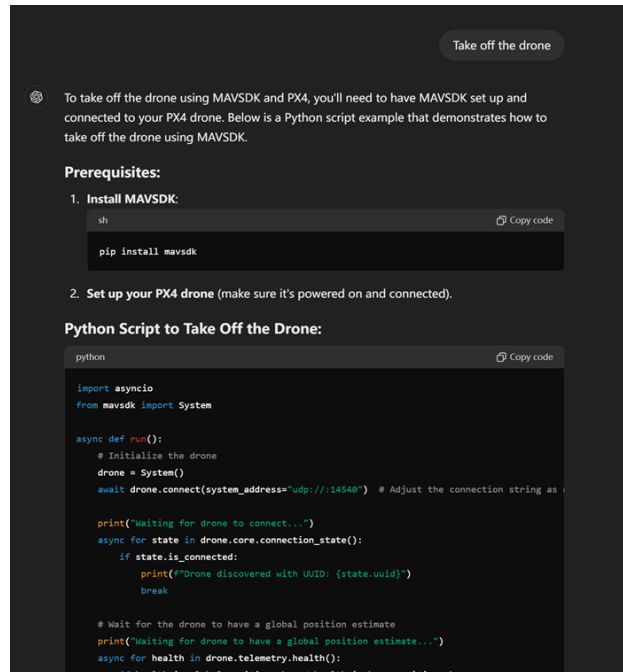 Take off the drone
To take off the drone using MAVSDK and PX4, you'll need to have MAVSDK set up and
connected to your PX4 drone. Below is a Python script example that demonstrates how to
take off the drone using MAVSDK.
Prerequisites:
1. Install MAVSDK:
sh Copy code
pip install mavsdk
2. Set up your PX4 drone (make sure it's powered on and connected).
Python Script to Take Off the Drone:
python Copy code
import asyncio
from mavsdk import System
async def run():
# Initialize the drone
drone = System()
await drone.connect(system_address="udp://:14540") # Adjust the connection string as
print("Waiting for drone to connect...")
async for state in drone.core.connection_state():
if state.is_connected:
print(f"Drone discovered with UUID: {state.uuid}")
break
# Wait for the drone to have a global position estimate
print("Waiting for drone to have a global position estimate...")
async for health in drone.telemetry.health():